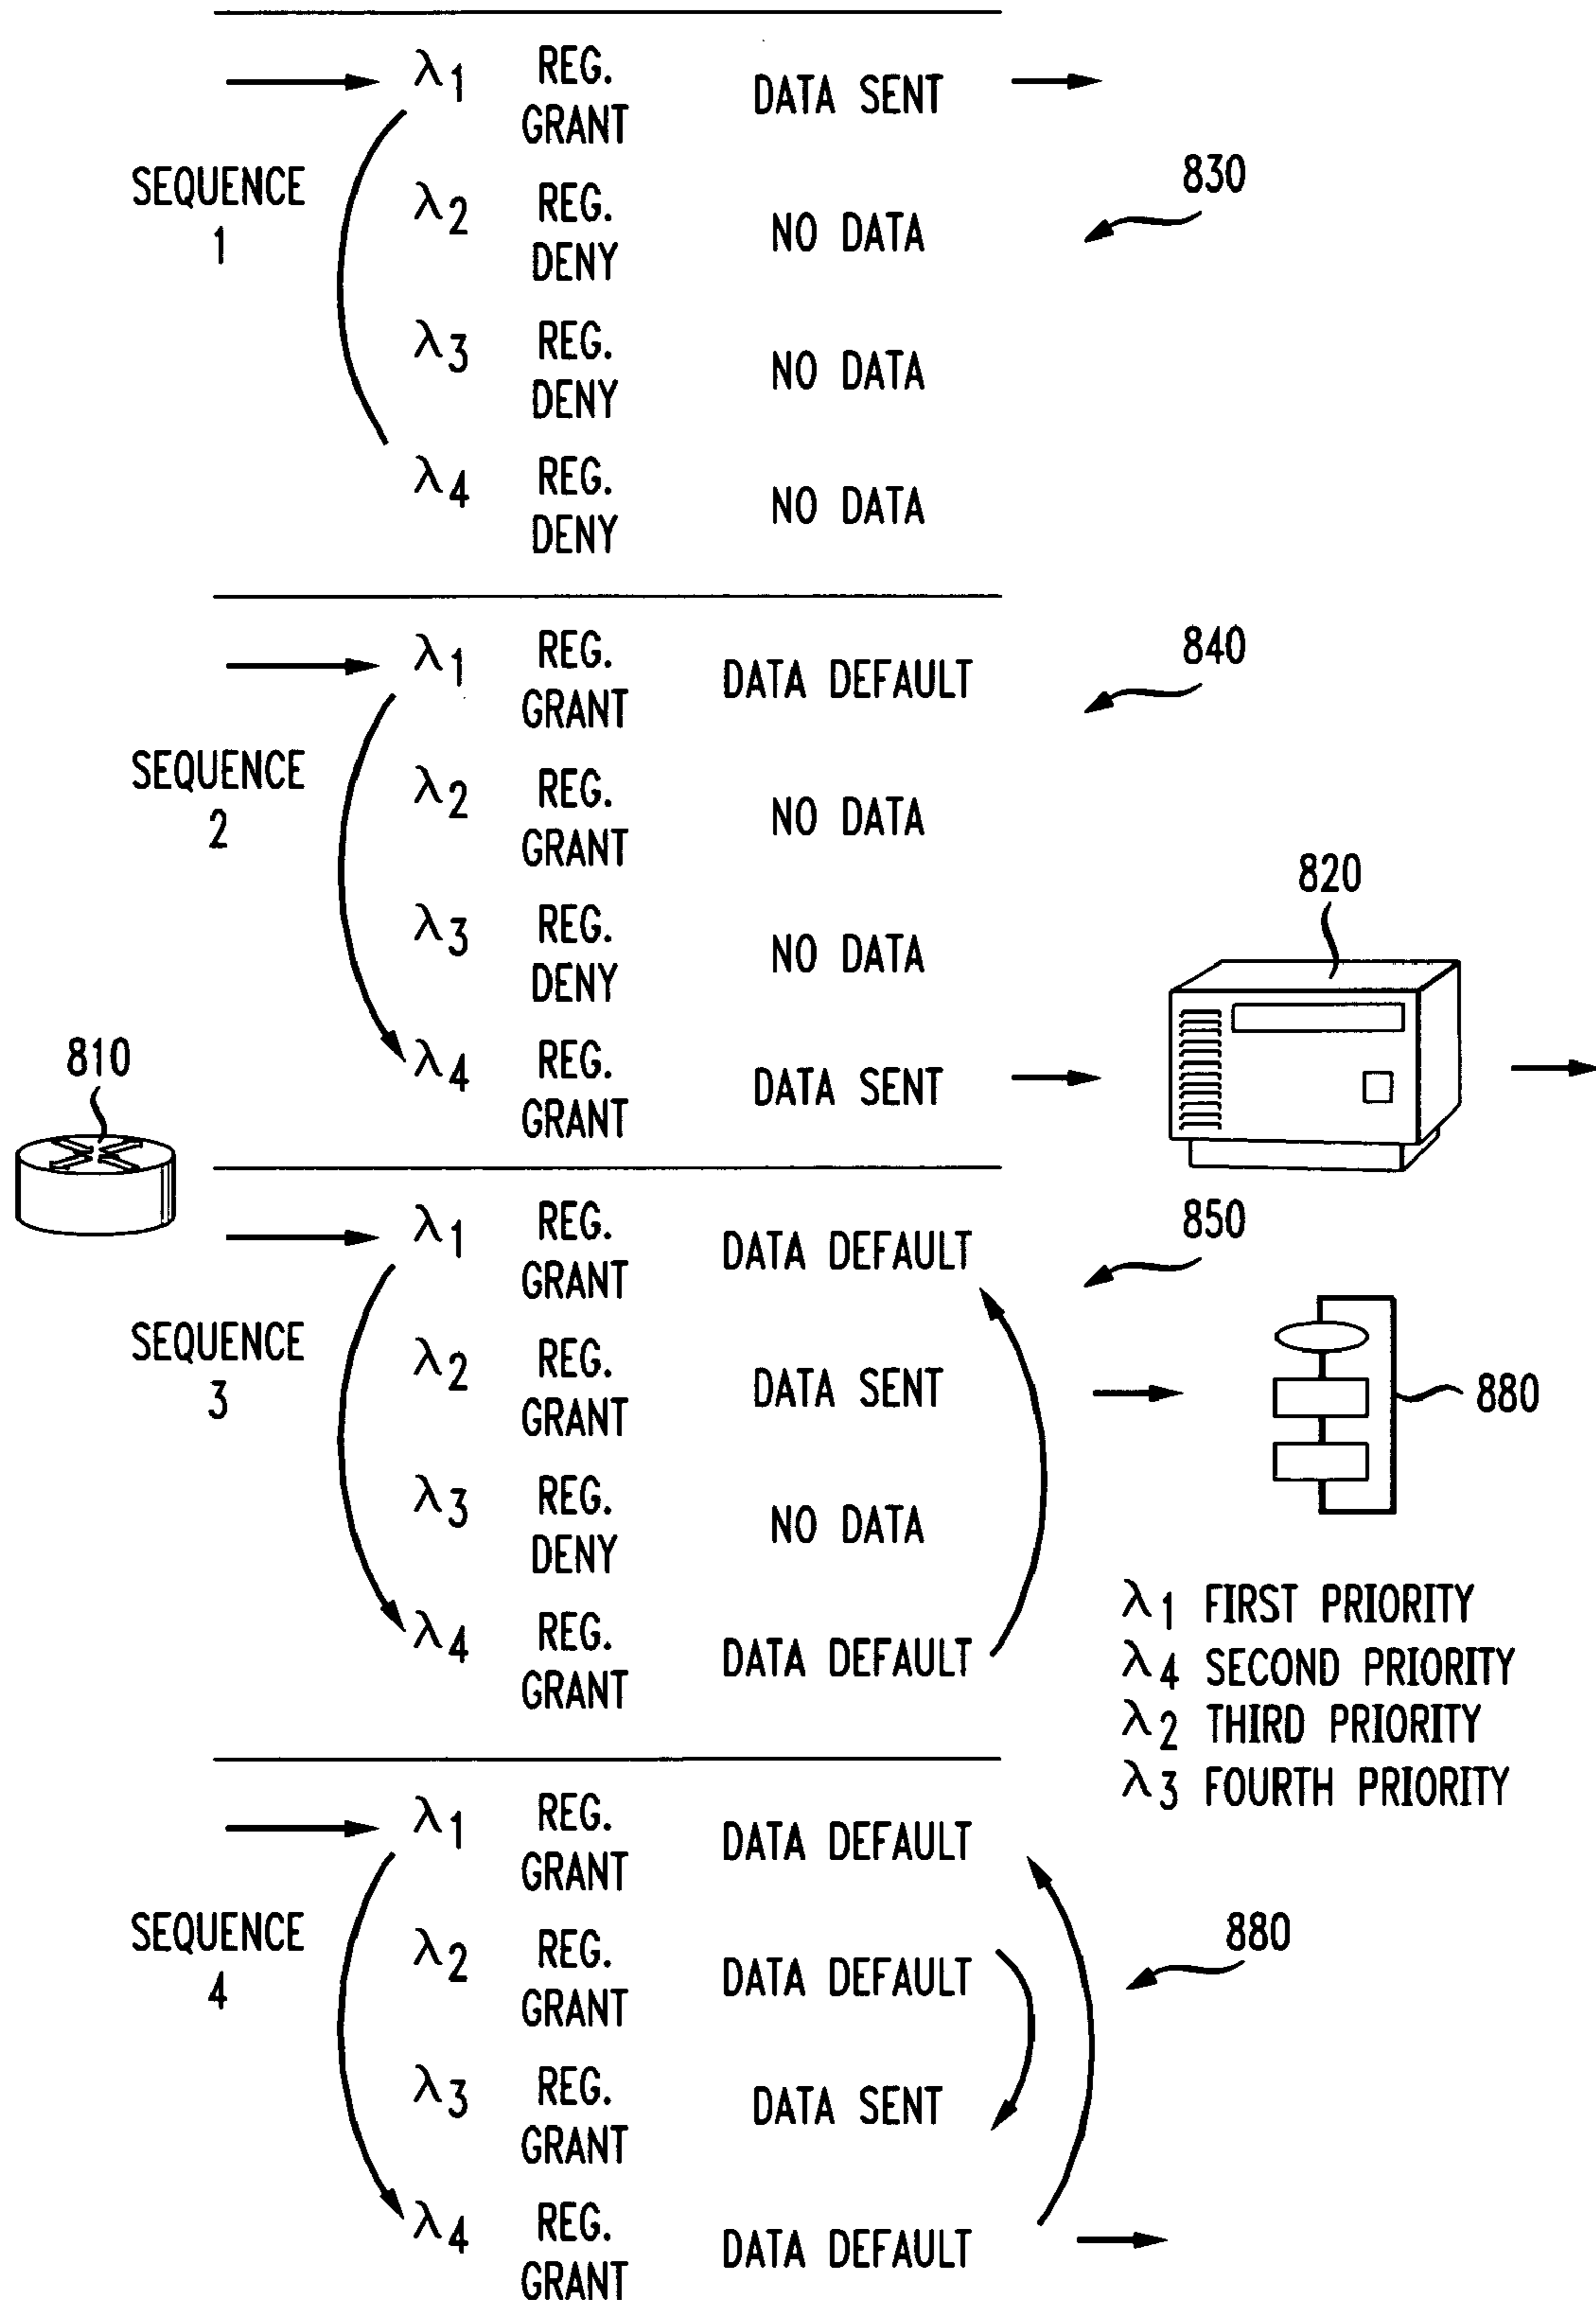 λ1 REG. GRANT DATA SENT
SEQUENCE 1
830
λ2 REG. DENY NO DATA
λ3 REG. DENY NO DATA
λ4 REG. DENY NO DATA
λ1 REG. GRANT DATA DEFAULT
840
SEQUENCE 2
λ2 REG. GRANT NO DATA
820
λ3 REG. DENY NO DATA
810
λ4 REG. GRANT DATA SENT
λ1 REG. GRANT DATA DEFAULT
850
SEQUENCE 3
λ2 REG. GRANT DATA SENT
880
λ3 REG. DENY NO DATA
λ4 REG. GRANT DATA DEFAULT
λ1 FIRST PRIORITY
λ4 SECOND PRIORITY
λ2 THIRD PRIORITY
λ3 FOURTH PRIORITY
λ1 REG. GRANT DATA DEFAULT
SEQUENCE 4
λ2 REG. GRANT DATA DEFAULT
880
λ3 REG. GRANT DATA SENT
λ4 REG. GRANT DATA DEFAULT